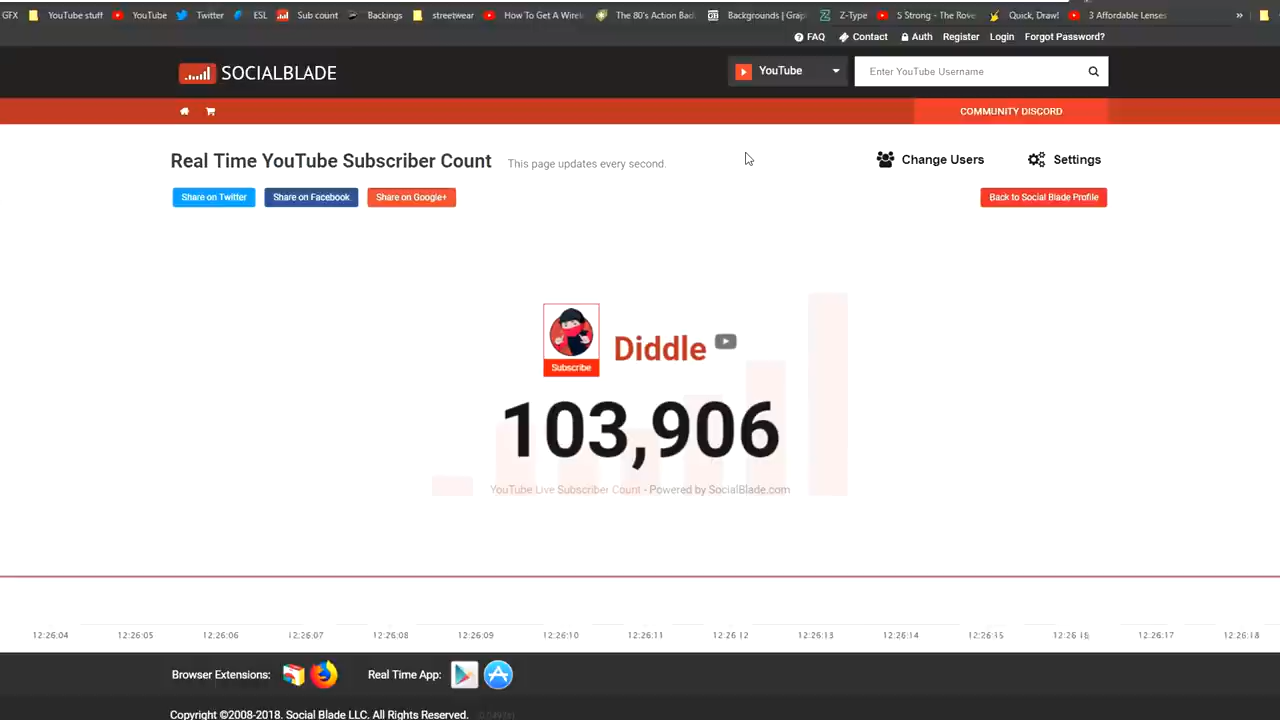 GFX YouTube stuff YouTube Twitter ESL Sub count Backings streetwear How To Get A Wirele The 80's Action Bac Backgrounds | Grap Z-Type S Strong - The Rove Quick, Draw! 3 Affordable Lenses »
FAQ Contact Auth Register Login Forgot Password?
SOCIALBLADE YouTube Enter YouTube Username
COMMUNITY DISCORD
Real Time YouTube Subscriber Count This page updates every second. Change Users Settings
Share on Twitter Share on Facebook Share on Google+ Back to Social Blade Profile
Diddle
Subscribe
103,906
YouTube Live Subscriber Count - Powered by SocialBlade.com
12:26:04 12:26:05 12:26:06 12:26:07 12:26:08 12:26:09 12:26:10 12:26:11 12:26:12 12:26:13 12:26:14 12:26:15 12:26:16 12:26:17 12:26:18
Browser Extensions: Real Time App:
Copyright ©2008-2018. Social Blade LLC. All Rights Reserved.